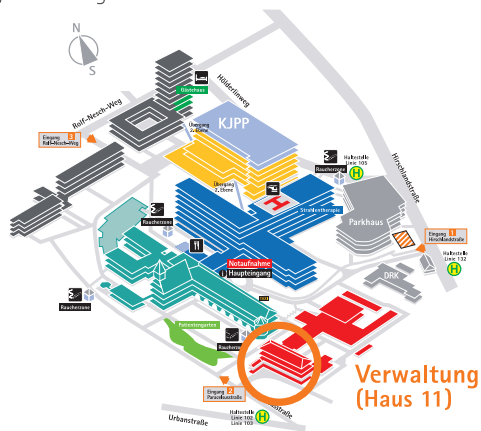 N
S
Rolf-Nesch-Weg
Gästehaus
Hölderlinweg
Eingang 3
Rolf-Nesch-Weg
Übergang
2. Ebene
KJPP
Hirschlandstraße
Raucherzone
Haltestelle
Linie 105
H
Übergang
2. Ebene
H
Strahlentherapie
Parkhaus
Eingang 1
Hirschlandstraße
Raucherzone
Notaufnahme
i Haupteingang
Haltestelle
Linie 132
H
DRK
Raucherzone
Patientengarten
Raucherzone
Eingang 2
Paracelsusstraße
Verwaltung
(Haus 11)
Haltestelle
Linie 102
Linie 103
H
Urbanstraße